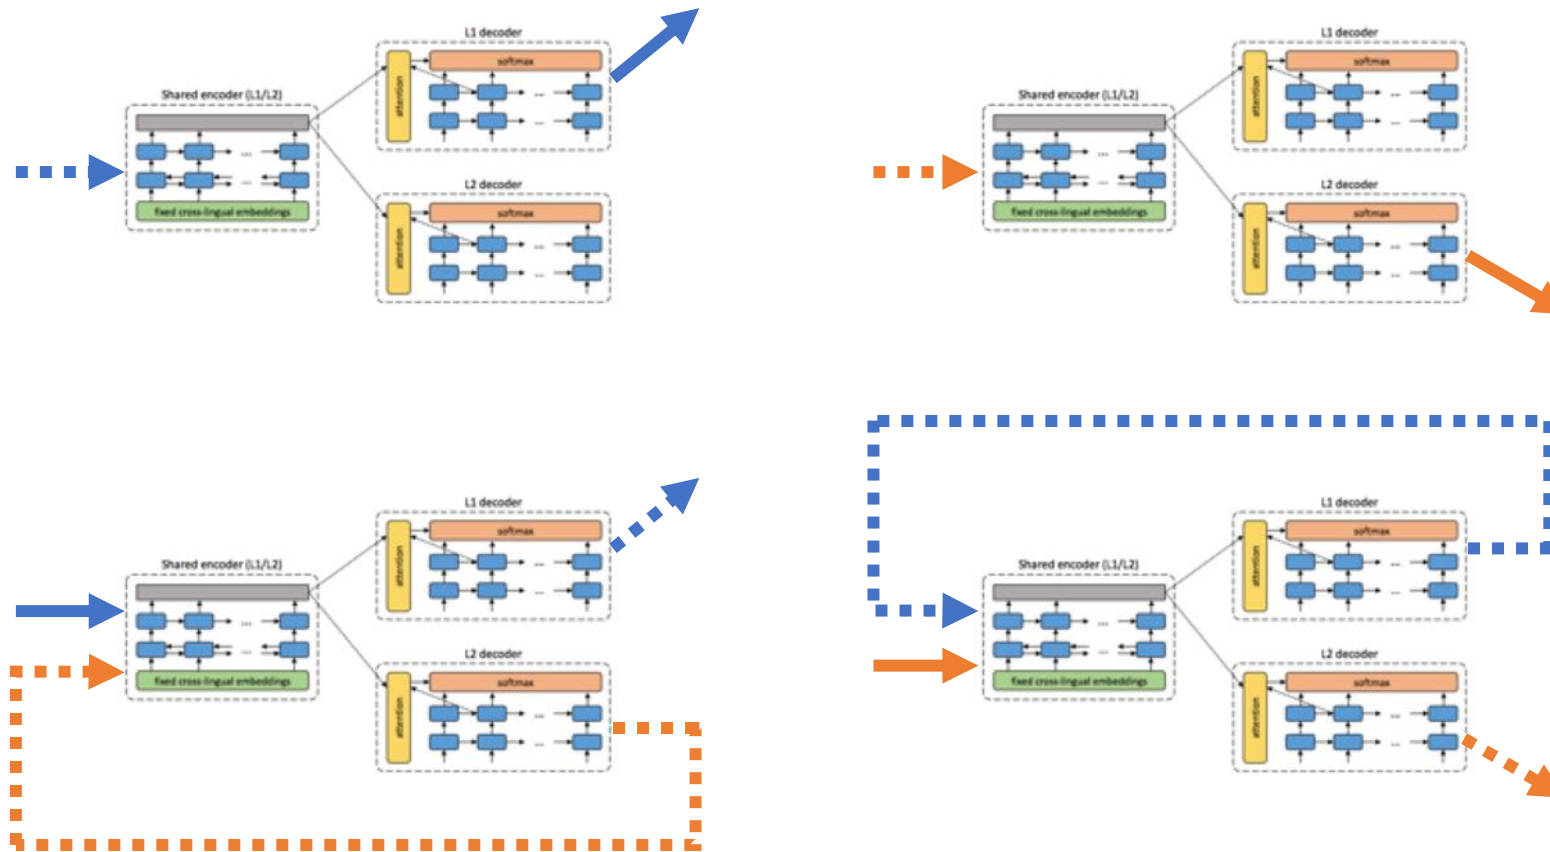 L1 decoder
softmax
attention
Shared encoder (L1/L2)
...
...
...
...
fixed cross-lingual embeddings
L2 decoder
softmax
attention
...
...
L1 decoder
softmax
attention
Shared encoder (L1/L2)
...
...
...
...
fixed cross-lingual embeddings
L2 decoder
softmax
attention
...
...
L1 decoder
softmax
attention
Shared encoder (L1/L2)
...
...
...
...
fixed cross-lingual embeddings
L2 decoder
softmax
attention
...
...
L1 decoder
softmax
attention
Shared encoder (L1/L2)
...
...
...
...
fixed cross-lingual embeddings
L2 decoder
softmax
attention
...
...